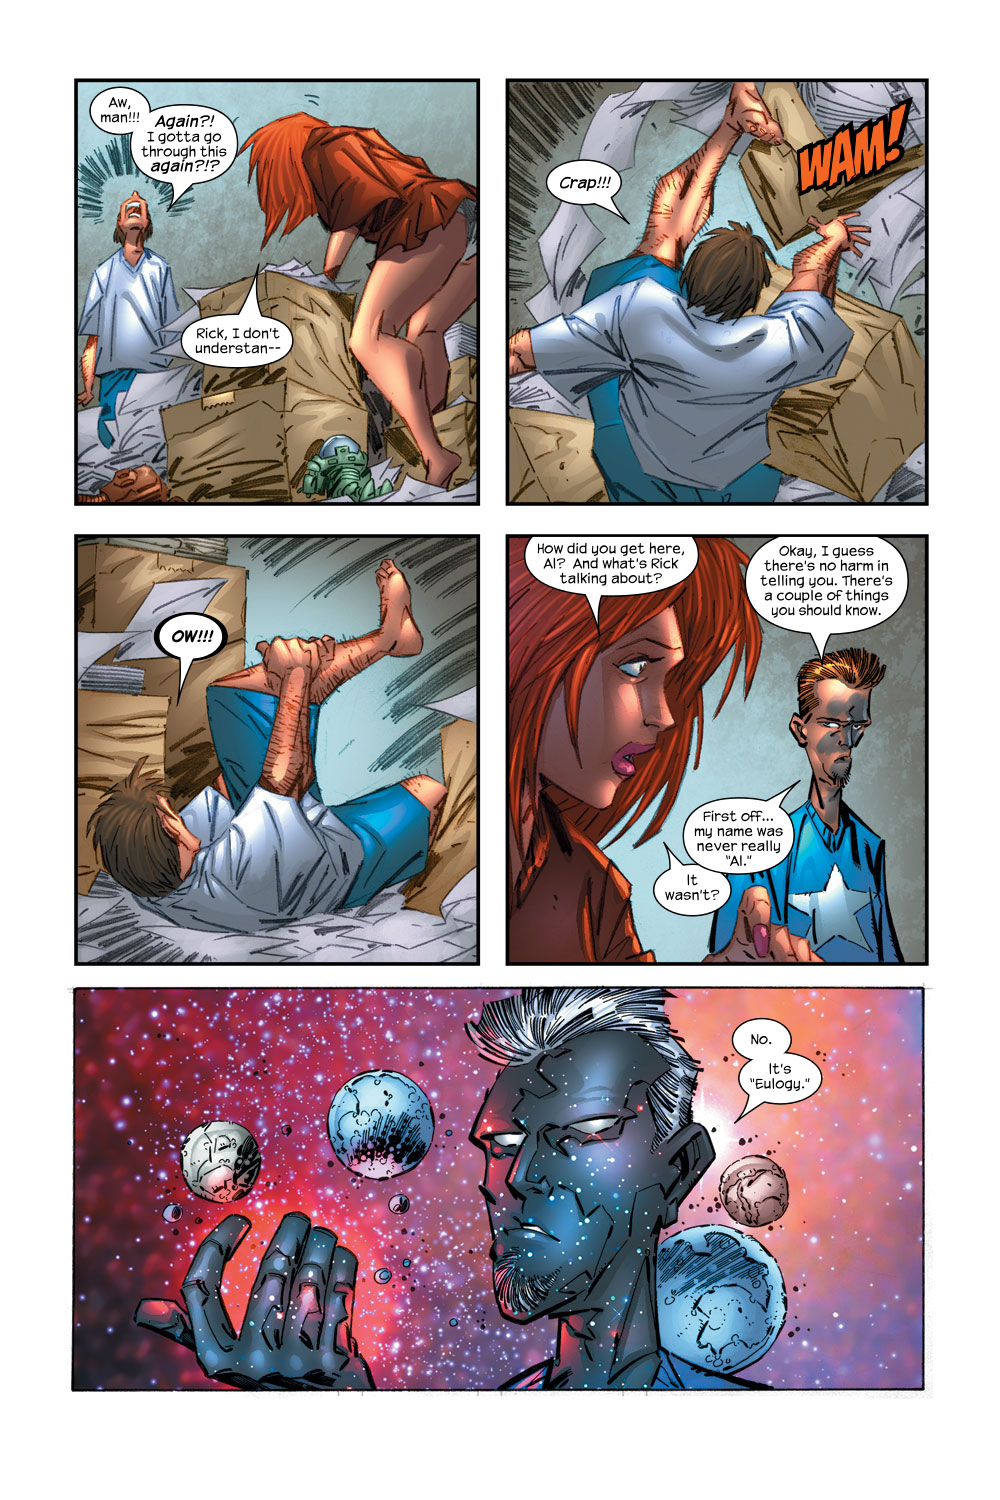 Aw,
man!!!
Again?!
I gotta go
through this
again?!?
Rick, I don't
understan--
Crap!!!
WAM!
OW!!!
How did you get here,
Al?  And what's Rick
talking about?
Okay, I guess
there's no harm in
telling you. There's
a couple of things
you should know.
First off...
my name was
never really
"Al."
It
wasn't?
No.
It's
"Eulogy."